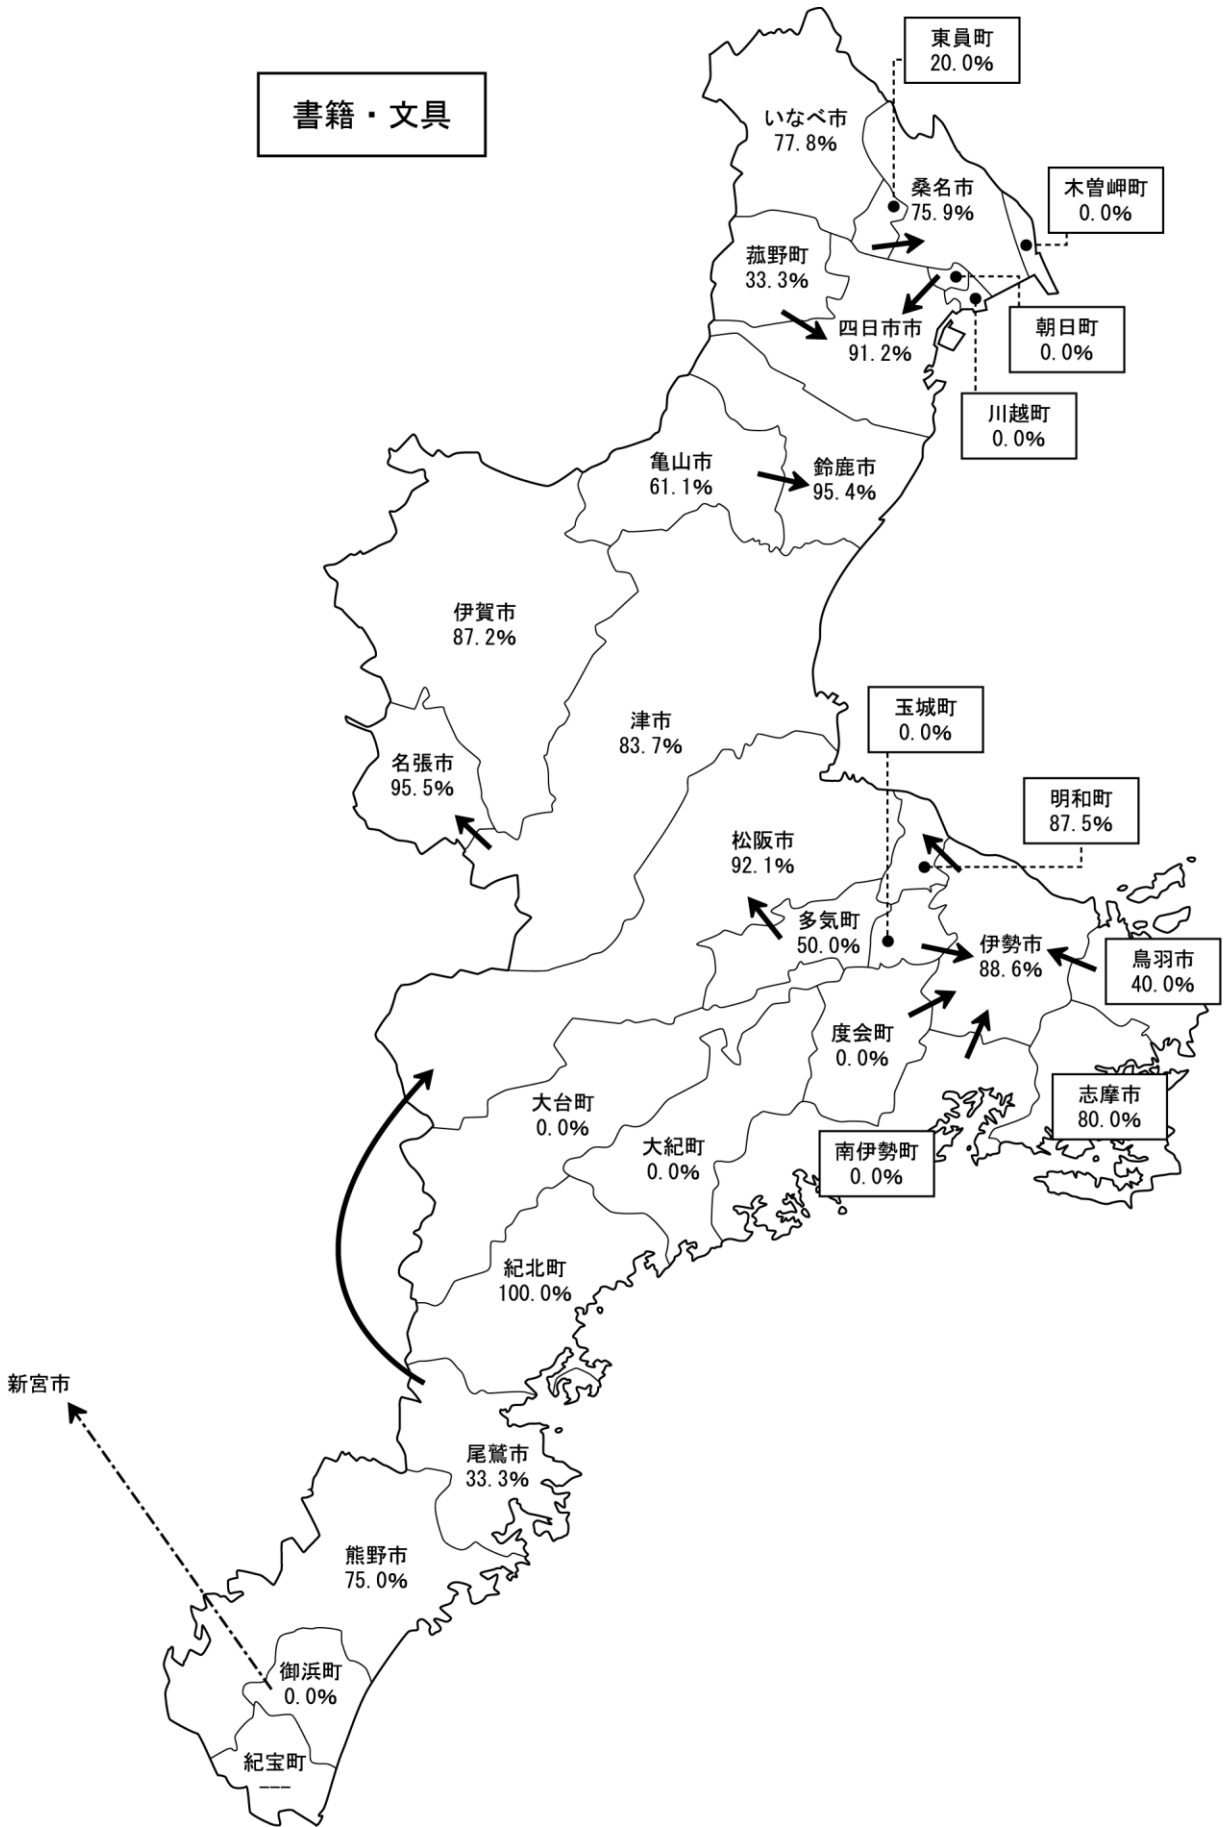 書籍・文具
東員町
20.0%
いなべ市
77.8%
桑名市
75.9%
木曽岬町
0.0%
菰野町
33.3%
四日市市
91.2%
朝日町
0.0%
川越町
0.0%
亀山市
61.1%
鈴鹿市
95.4%
伊賀市
87.2%
津市
83.7%
玉城町
0.0%
名張市
95.5%
明和町
87.5%
松阪市
92.1%
多気町
50.0%
伊勢市
88.6%
鳥羽市
40.0%
度会町
0.0%
大台町
0.0%
志摩市
80.0%
大紀町
0.0%
南伊勢町
0.0%
紀北町
100.0%
新宮市
尾鷲市
33.3%
熊野市
75.0%
御浜町
0.0%
紀宝町
---